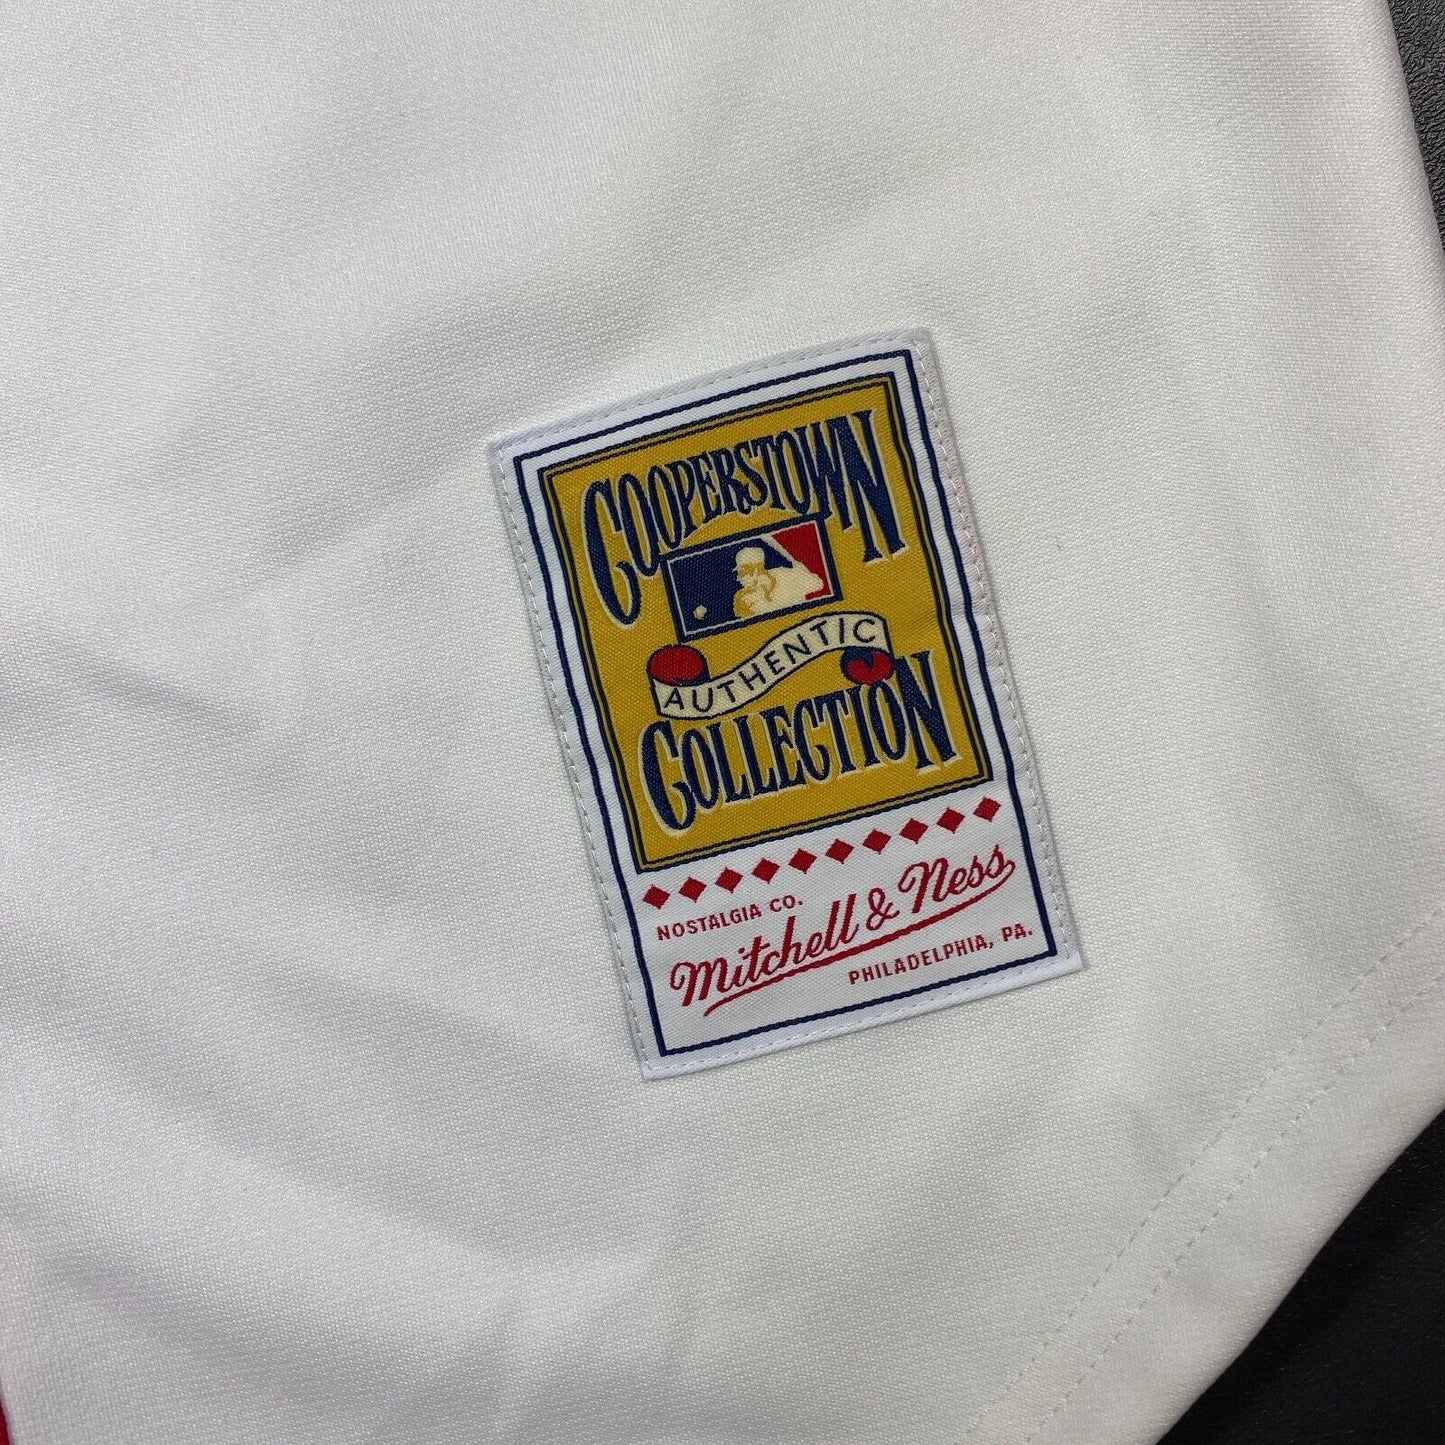 COOPERSTOWN
AUTHENTIC
COLLECTION
NOSTALGIA CO.
Mitchell & Ness
PHILADELPHIA, PA.